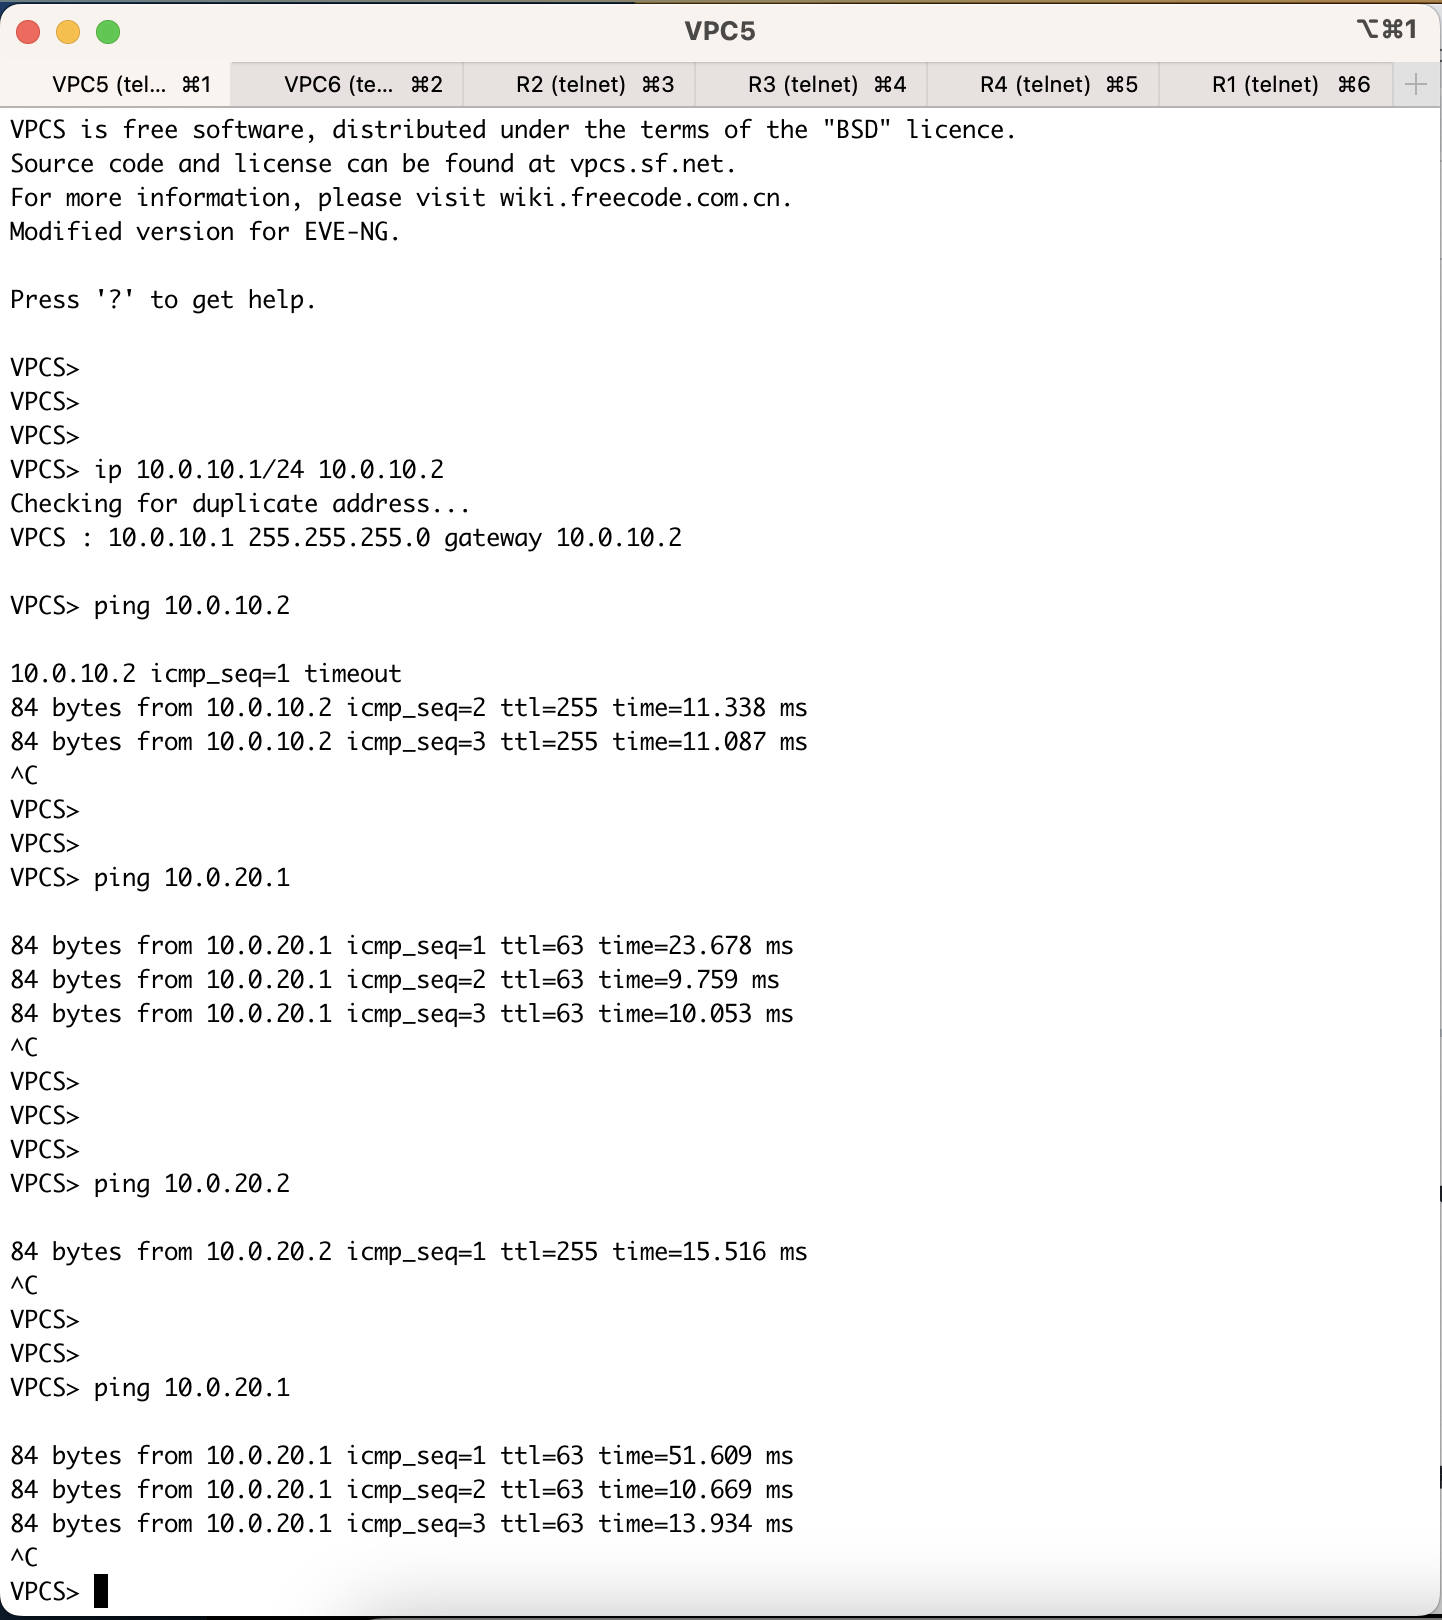 VPC5
⌥⌘1
VPC5 (tel... ⌘1
VPC6 (te... ⌘2
R2 (telnet) ⌘3
R3 (telnet) ⌘4
R4 (telnet) ⌘5
R1 (telnet) ⌘6
VPCS is free software, distributed under the terms of the "BSD" licence.
Source code and license can be found at vpcs.sf.net.
For more information, please visit wiki.freecode.com.cn.
Modified version for EVE-NG.
Press '?' to get help.
VPCS>
VPCS>
VPCS>
VPCS> ip 10.0.10.1/24 10.0.10.2
Checking for duplicate address...
VPCS : 10.0.10.1 255.255.255.0 gateway 10.0.10.2
VPCS> ping 10.0.10.2
10.0.10.2 icmp_seq=1 timeout
84 bytes from 10.0.10.2 icmp_seq=2 ttl=255 time=11.338 ms
84 bytes from 10.0.10.2 icmp_seq=3 ttl=255 time=11.087 ms
^C
VPCS>
VPCS>
VPCS> ping 10.0.20.1
84 bytes from 10.0.20.1 icmp_seq=1 ttl=63 time=23.678 ms
84 bytes from 10.0.20.1 icmp_seq=2 ttl=63 time=9.759 ms
84 bytes from 10.0.20.1 icmp_seq=3 ttl=63 time=10.053 ms
^C
VPCS>
VPCS>
VPCS>
VPCS> ping 10.0.20.2
84 bytes from 10.0.20.2 icmp_seq=1 ttl=255 time=15.516 ms
^C
VPCS>
VPCS>
VPCS> ping 10.0.20.1
84 bytes from 10.0.20.1 icmp_seq=1 ttl=63 time=51.609 ms
84 bytes from 10.0.20.1 icmp_seq=2 ttl=63 time=10.669 ms
84 bytes from 10.0.20.1 icmp_seq=3 ttl=63 time=13.934 ms
^C
VPCS>